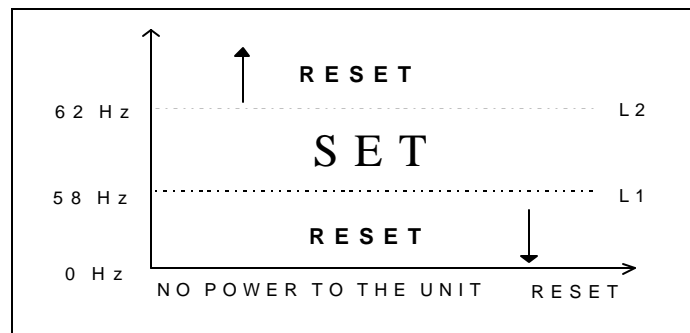 RESET
62 Hz L2
SET
58 Hz L1
RESET
0 Hz
NO POWER TO THE UNIT RESET